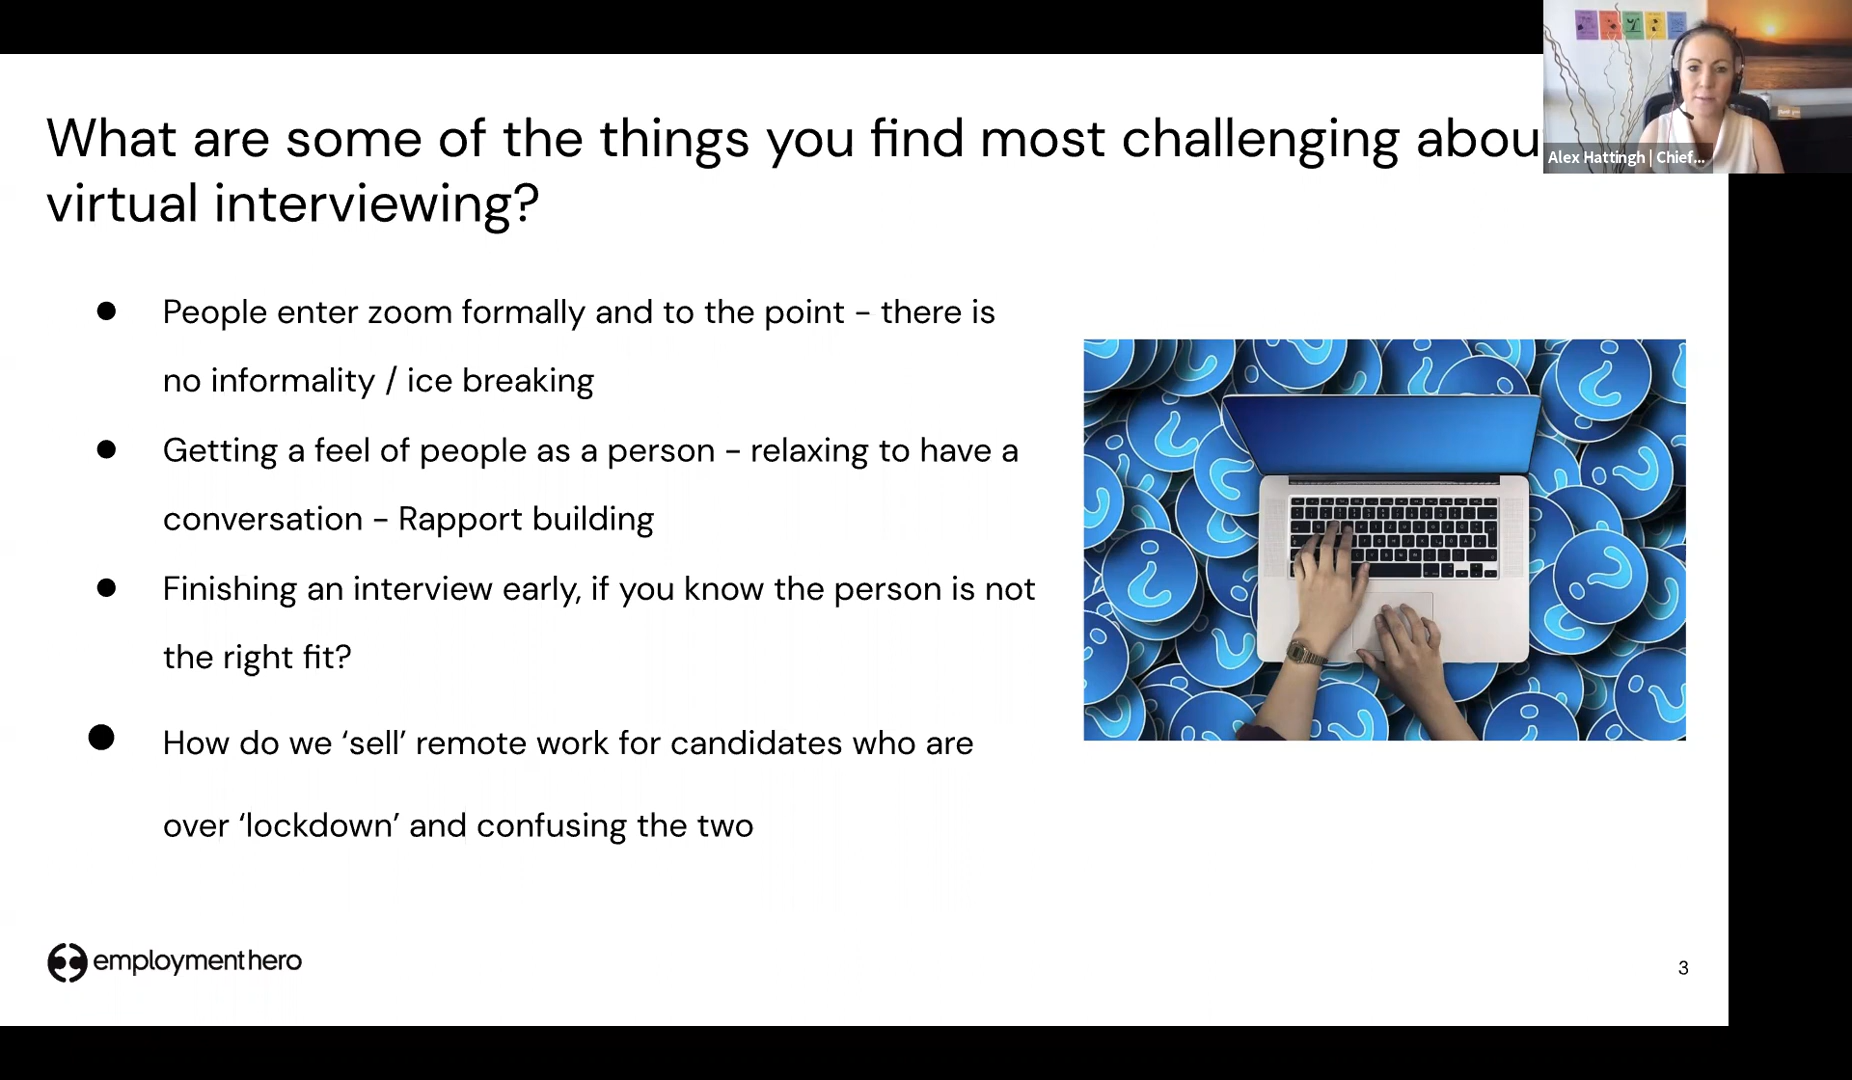 What are some of the things you find most challenging abou
virtual interviewing?
People enter zoom formally and to the point - there is
no informality / ice breaking
Getting a feel of people as a person - relaxing to have a
conversation - Rapport building
Finishing an interview early, if you know the person is not
the right fit?
How do we ‘sell’ remote work for candidates who are
over ‘lockdown’ and confusing the two
employmenthero
3
Alex Hattingh | Chief...